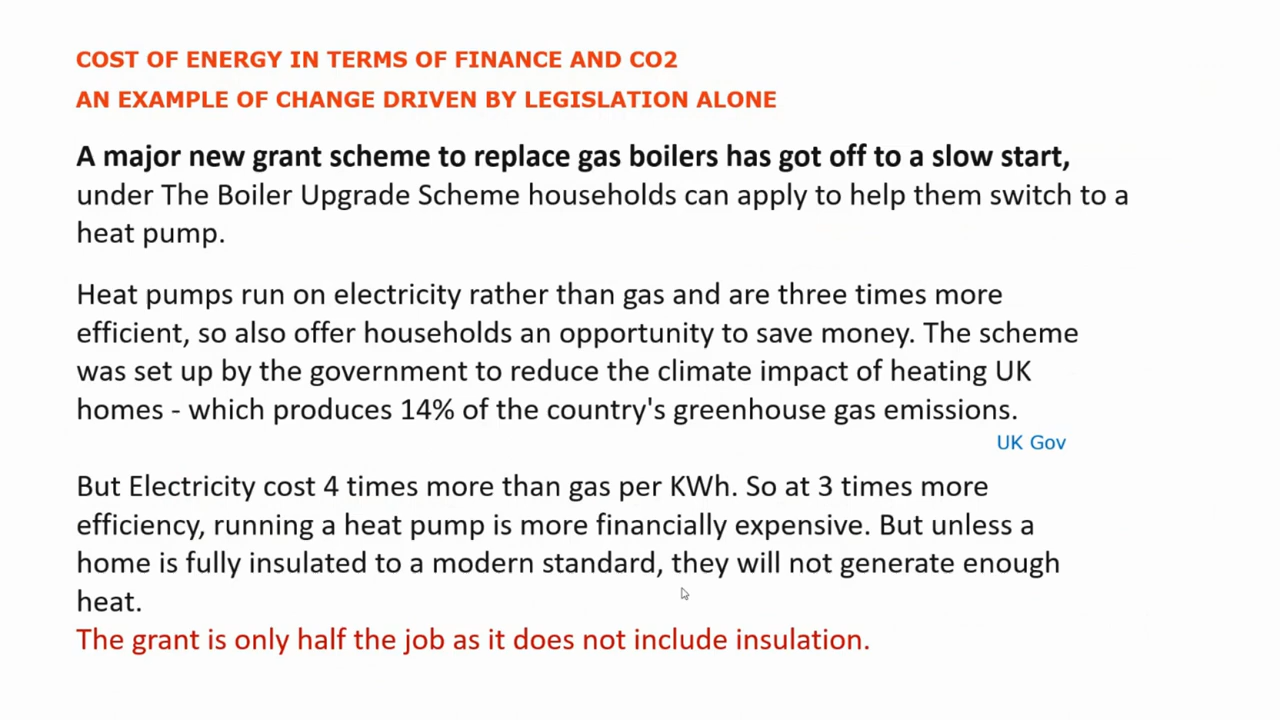 COST OF ENERGY IN TERMS OF FINANCE AND CO2
AN EXAMPLE OF CHANGE DRIVEN BY LEGISLATION ALONE
A major new grant scheme to replace gas boilers has got off to a slow start,
under The Boiler Upgrade Scheme households can apply to help them switch to a
heat pump.
Heat pumps run on electricity rather than gas and are three times more
efficient, so also offer households an opportunity to save money. The scheme
was set up by the government to reduce the climate impact of heating UK
homes - which produces 14% of the country's greenhouse gas emissions.
UK Gov
But Electricity cost 4 times more than gas per KWh. So at 3 times more
efficiency, running a heat pump is more financially expensive. But unless a
home is fully insulated to a modern standard, they will not generate enough
heat.
The grant is only half the job as it does not include insulation.